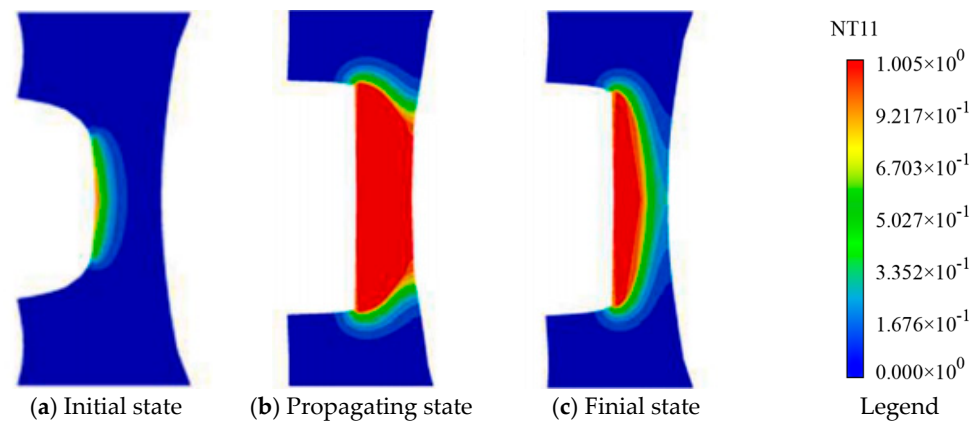 NT11
1.005×10⁰
9.217×10⁻¹
6.703×10⁻¹
5.027×10⁻¹
3.352×10⁻¹
1.676×10⁻¹
0.000×10⁰
(a) Initial state
(b) Propagating state
(c) Finial state
Legend